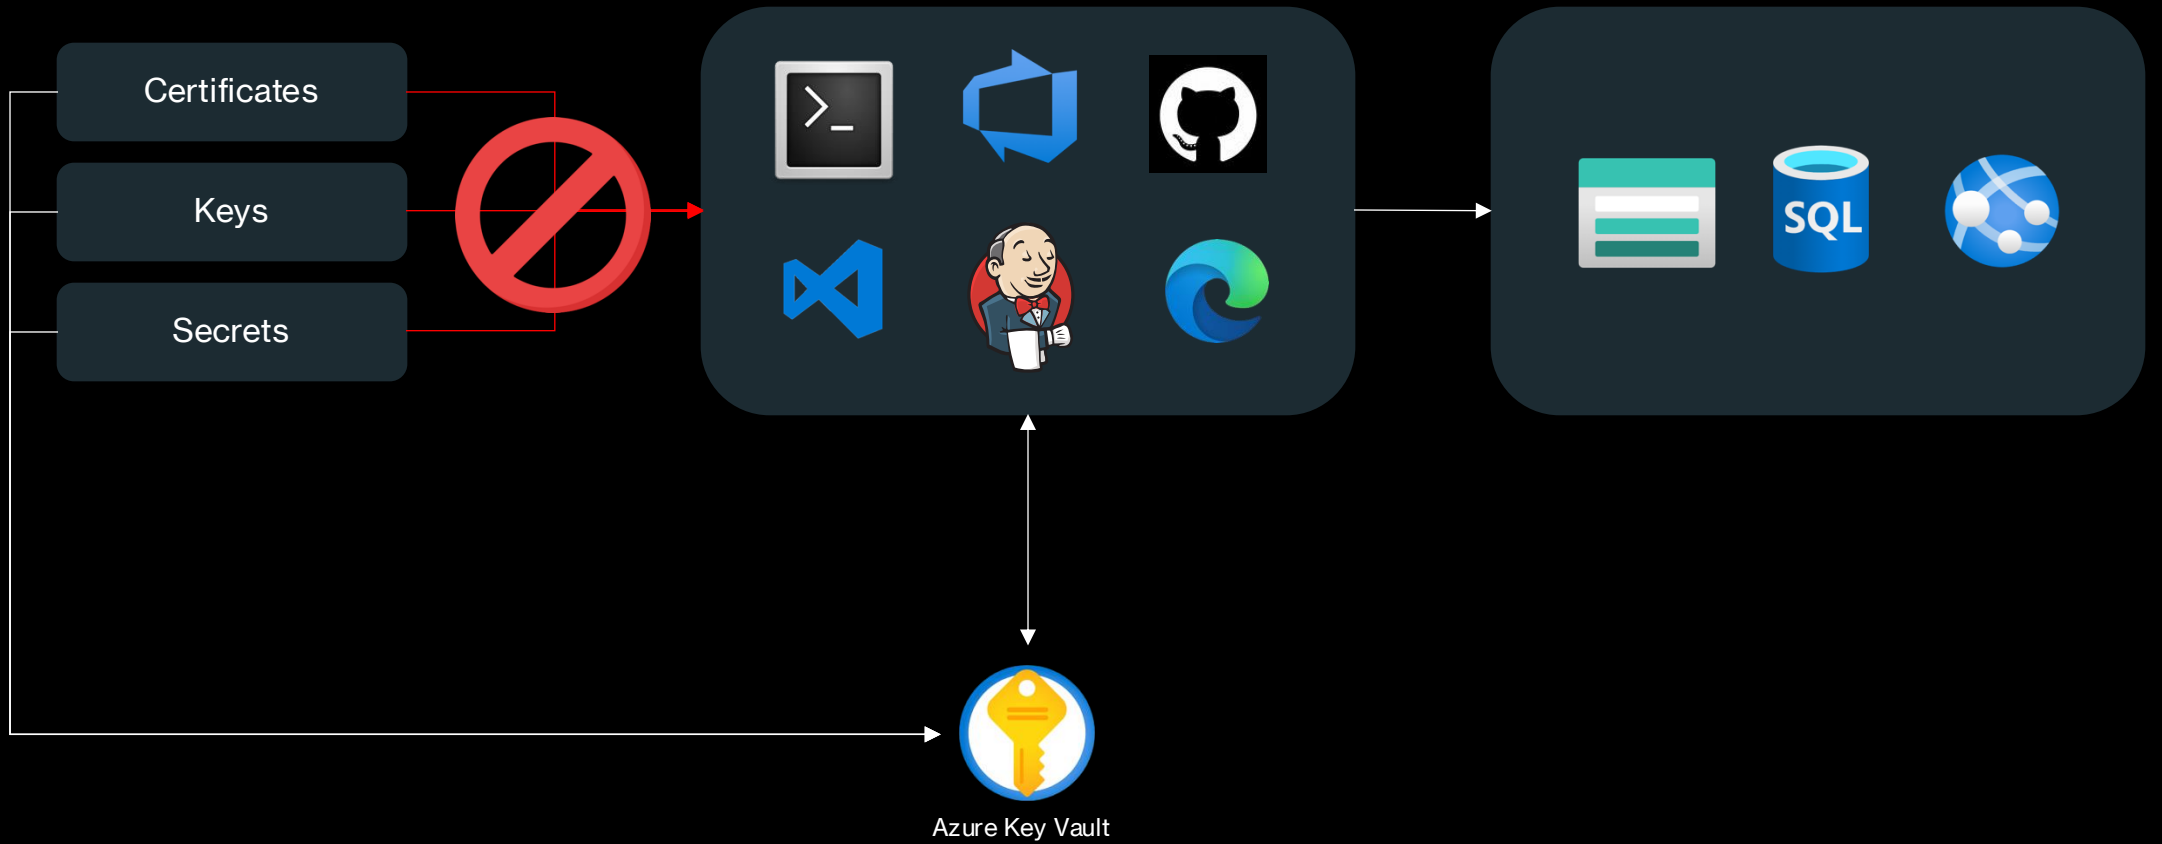 Certificates
Keys
Secrets
>_
SQL
Azure Key Vault